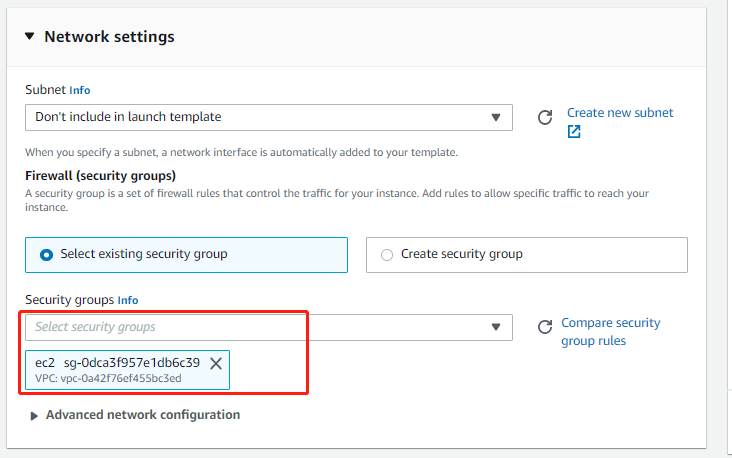 Network settings
Subnet Info
Don't include in launch template
Create new subnet
When you specify a subnet, a network interface is automatically added to your template.
Firewall (security groups)
A security group is a set of firewall rules that control the traffic for your instance. Add rules to allow specific traffic to reach your
instance.
Select existing security group
Create security group
Security groups Info
Select security groups
Compare security
group rules
ec2 sg-0dca3f957e1db6c39
VPC: vpc-0a42f76ef455bc3ed
Advanced network configuration